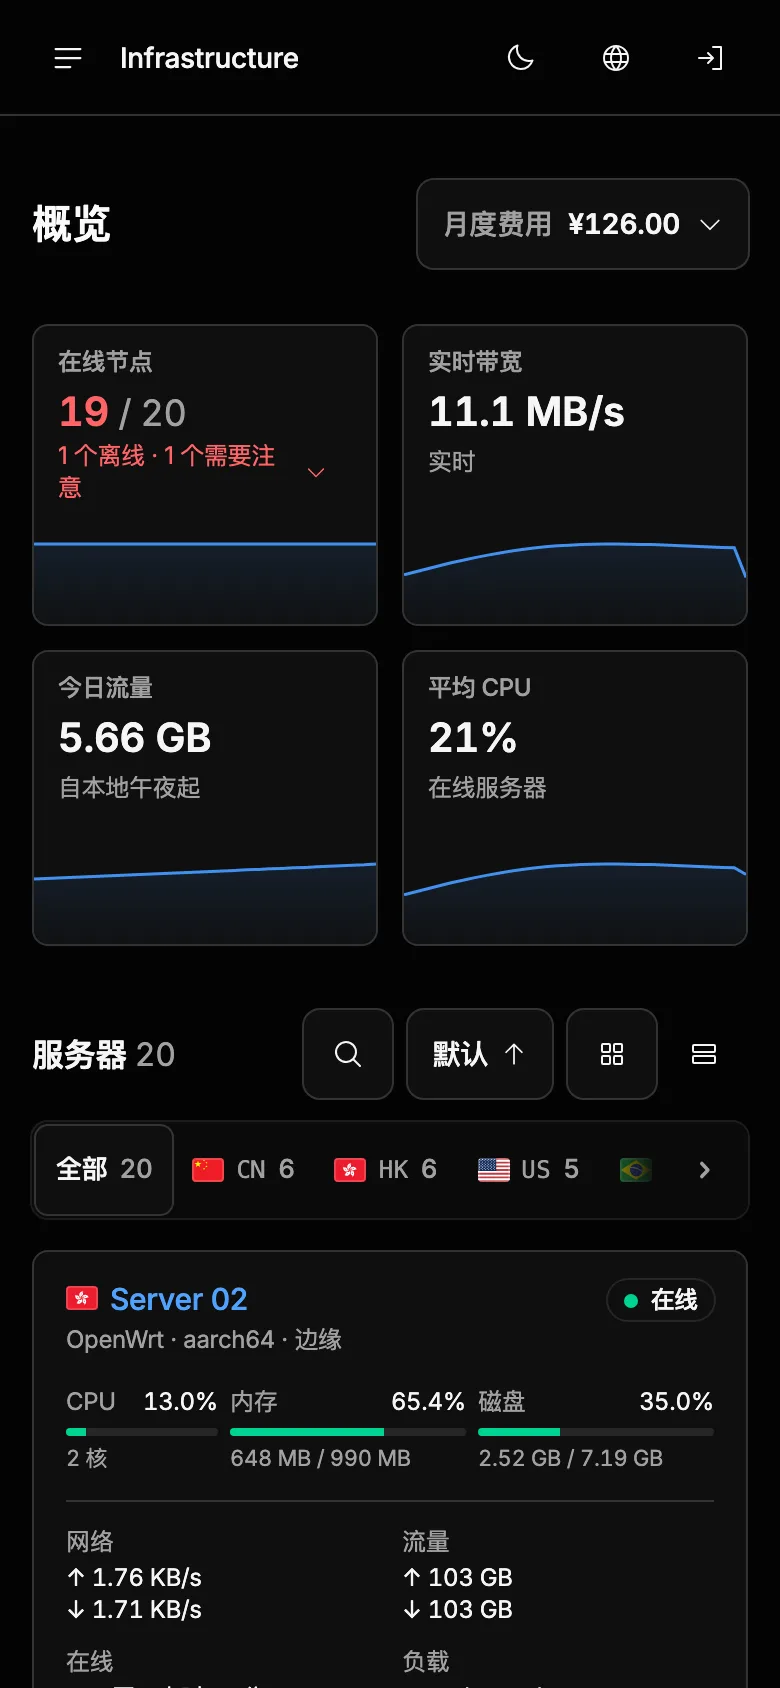 Infrastructure
概览
月度费用 ¥126.00
在线节点
19 / 20
1 个离线 · 1 个需要注
意
实时带宽
11.1 MB/s
实时
今日流量
5.66 GB
自本地午夜起
平均 CPU
21%
在线服务器
服务器 20
默认
全部 20
CN 6
HK 6
US 5
Server 02
在线
OpenWrt · aarch64 · 边缘
CPU 13.0%
内存 65.4%
磁盘 35.0%
2 核
648 MB / 990 MB
2.52 GB / 7.19 GB
网络
流量
↑ 1.76 KB/s
↑ 103 GB
↓ 1.71 KB/s
↓ 103 GB
在线
负载